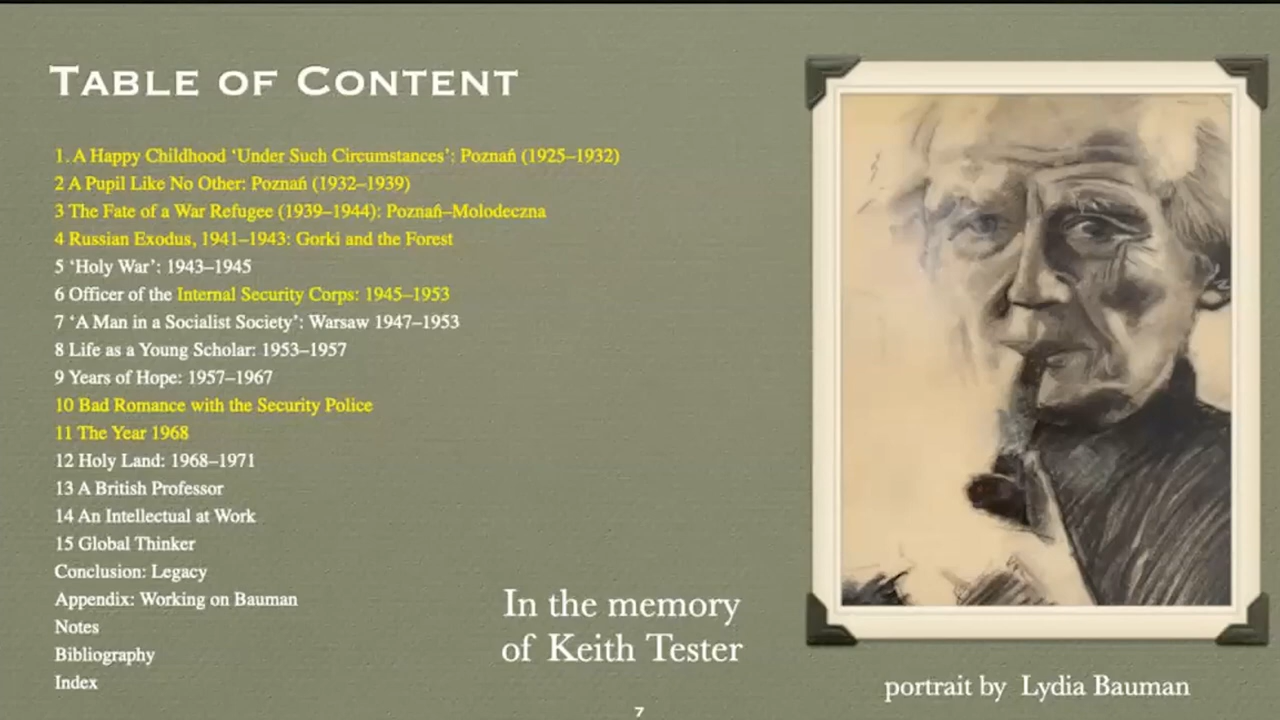 TABLE OF CONTENT
1. A Happy Childhood ‘Under Such Circumstances’: Poznań (1925–1932)
2 A Pupil Like No Other: Poznań (1932–1939)
3 The Fate of a War Refugee (1939–1944): Poznań–Molodeczna
4 Russian Exodus, 1941–1943: Gorki and the Forest
5 ‘Holy War’: 1943–1945
6 Officer of the Internal Security Corps: 1945–1953
7 ‘A Man in a Socialist Society’: Warsaw 1947–1953
8 Life as a Young Scholar: 1953–1957
9 Years of Hope: 1957–1967
10 Bad Romance with the Security Police
11 The Year 1968
12 Holy Land: 1968–1971
13 A British Professor
14 An Intellectual at Work
15 Global Thinker
Conclusion: Legacy
Appendix: Working on Bauman
Notes
Bibliography
Index
In the memory
of Keith Tester
portrait by Lydia Bauman
7